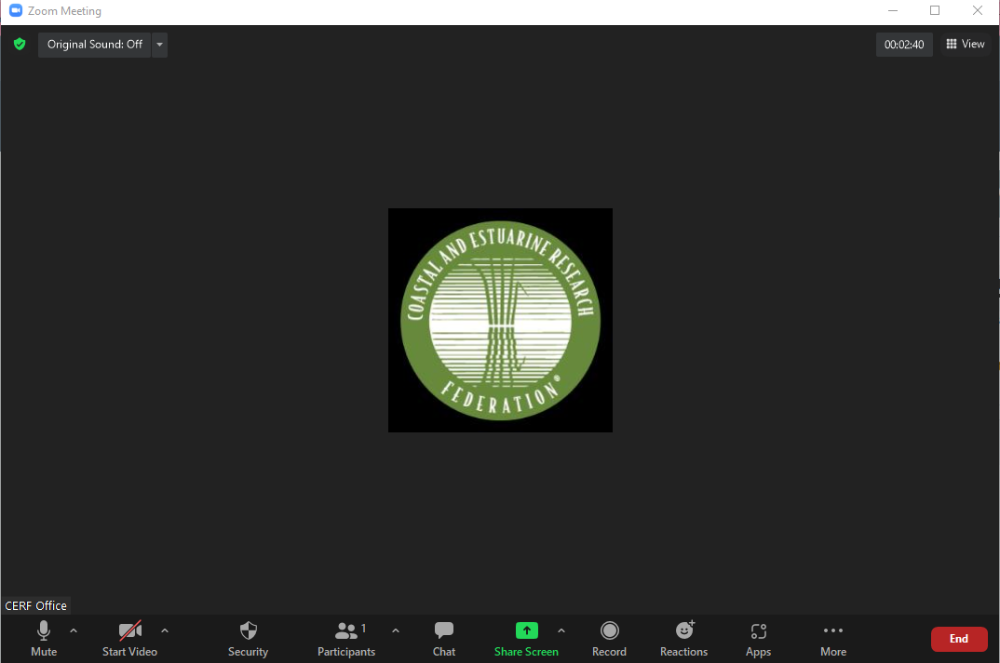 Zoom Meeting
Original Sound: Off
00:02:40
View
COASTAL AND ESTUARINE RESEARCH
FEDERATION®
CERF Office
Mute
Start Video
Security
1
Participants
Chat
Share Screen
Record
Reactions
Apps
More
End